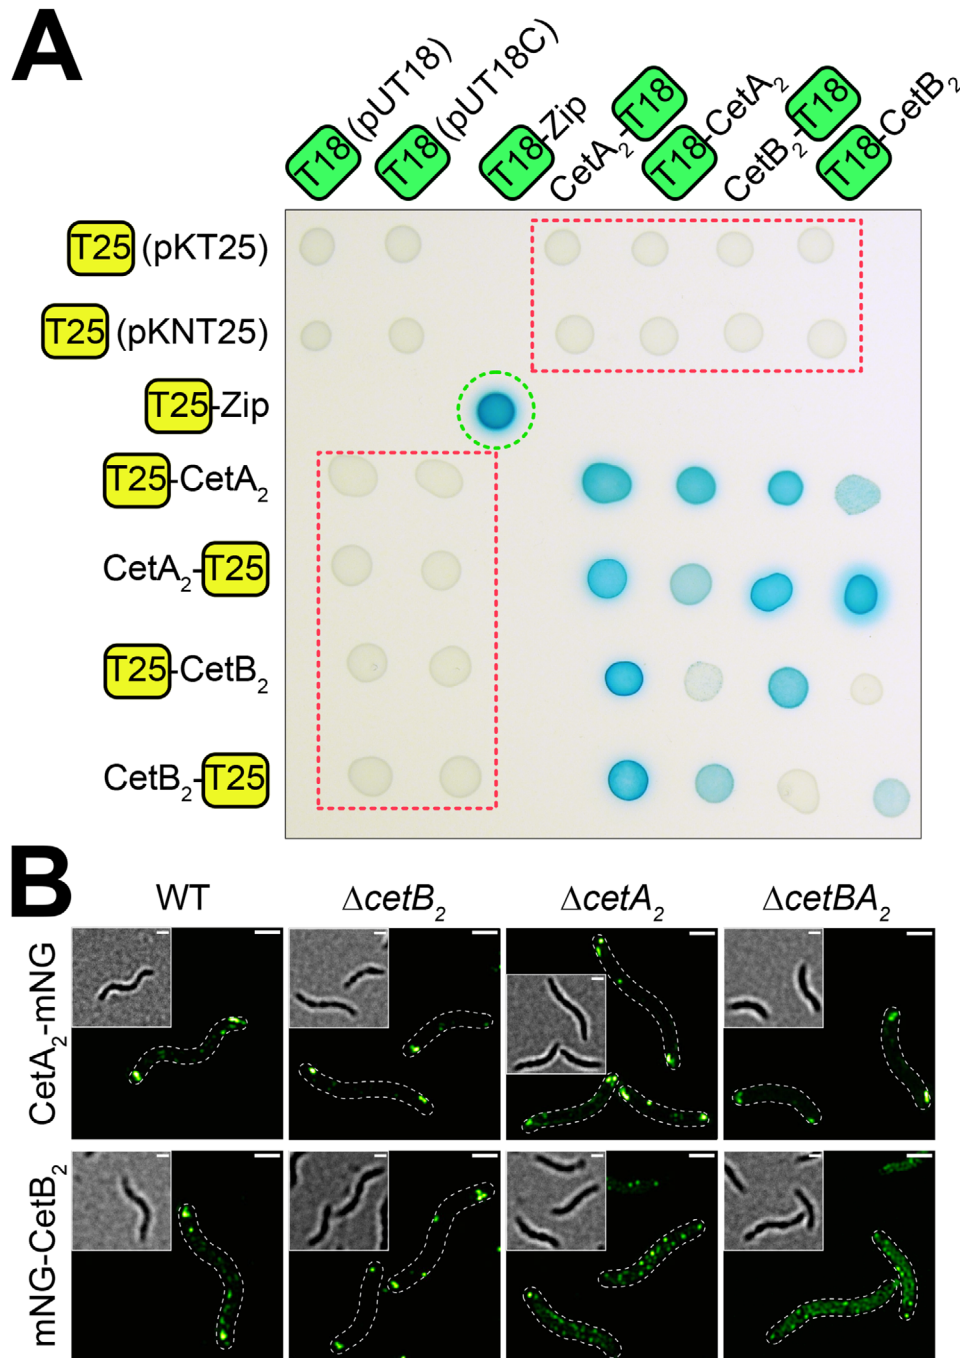 A
T18 (pUT18)
T18 (pUT18C)
T18-Zip
CetA₂-T18
T18-CetA₂
CetB₂-T18
T18-CetB₂
T25 (pKT25)
T25 (pKNT25)
T25-Zip
T25-CetA₂
CetA₂-T25
T25-CetB₂
CetB₂-T25
B
WT
ΔcetB₂
ΔcetA₂
ΔcetBA₂
CetA₂-mNG
mNG-CetB₂